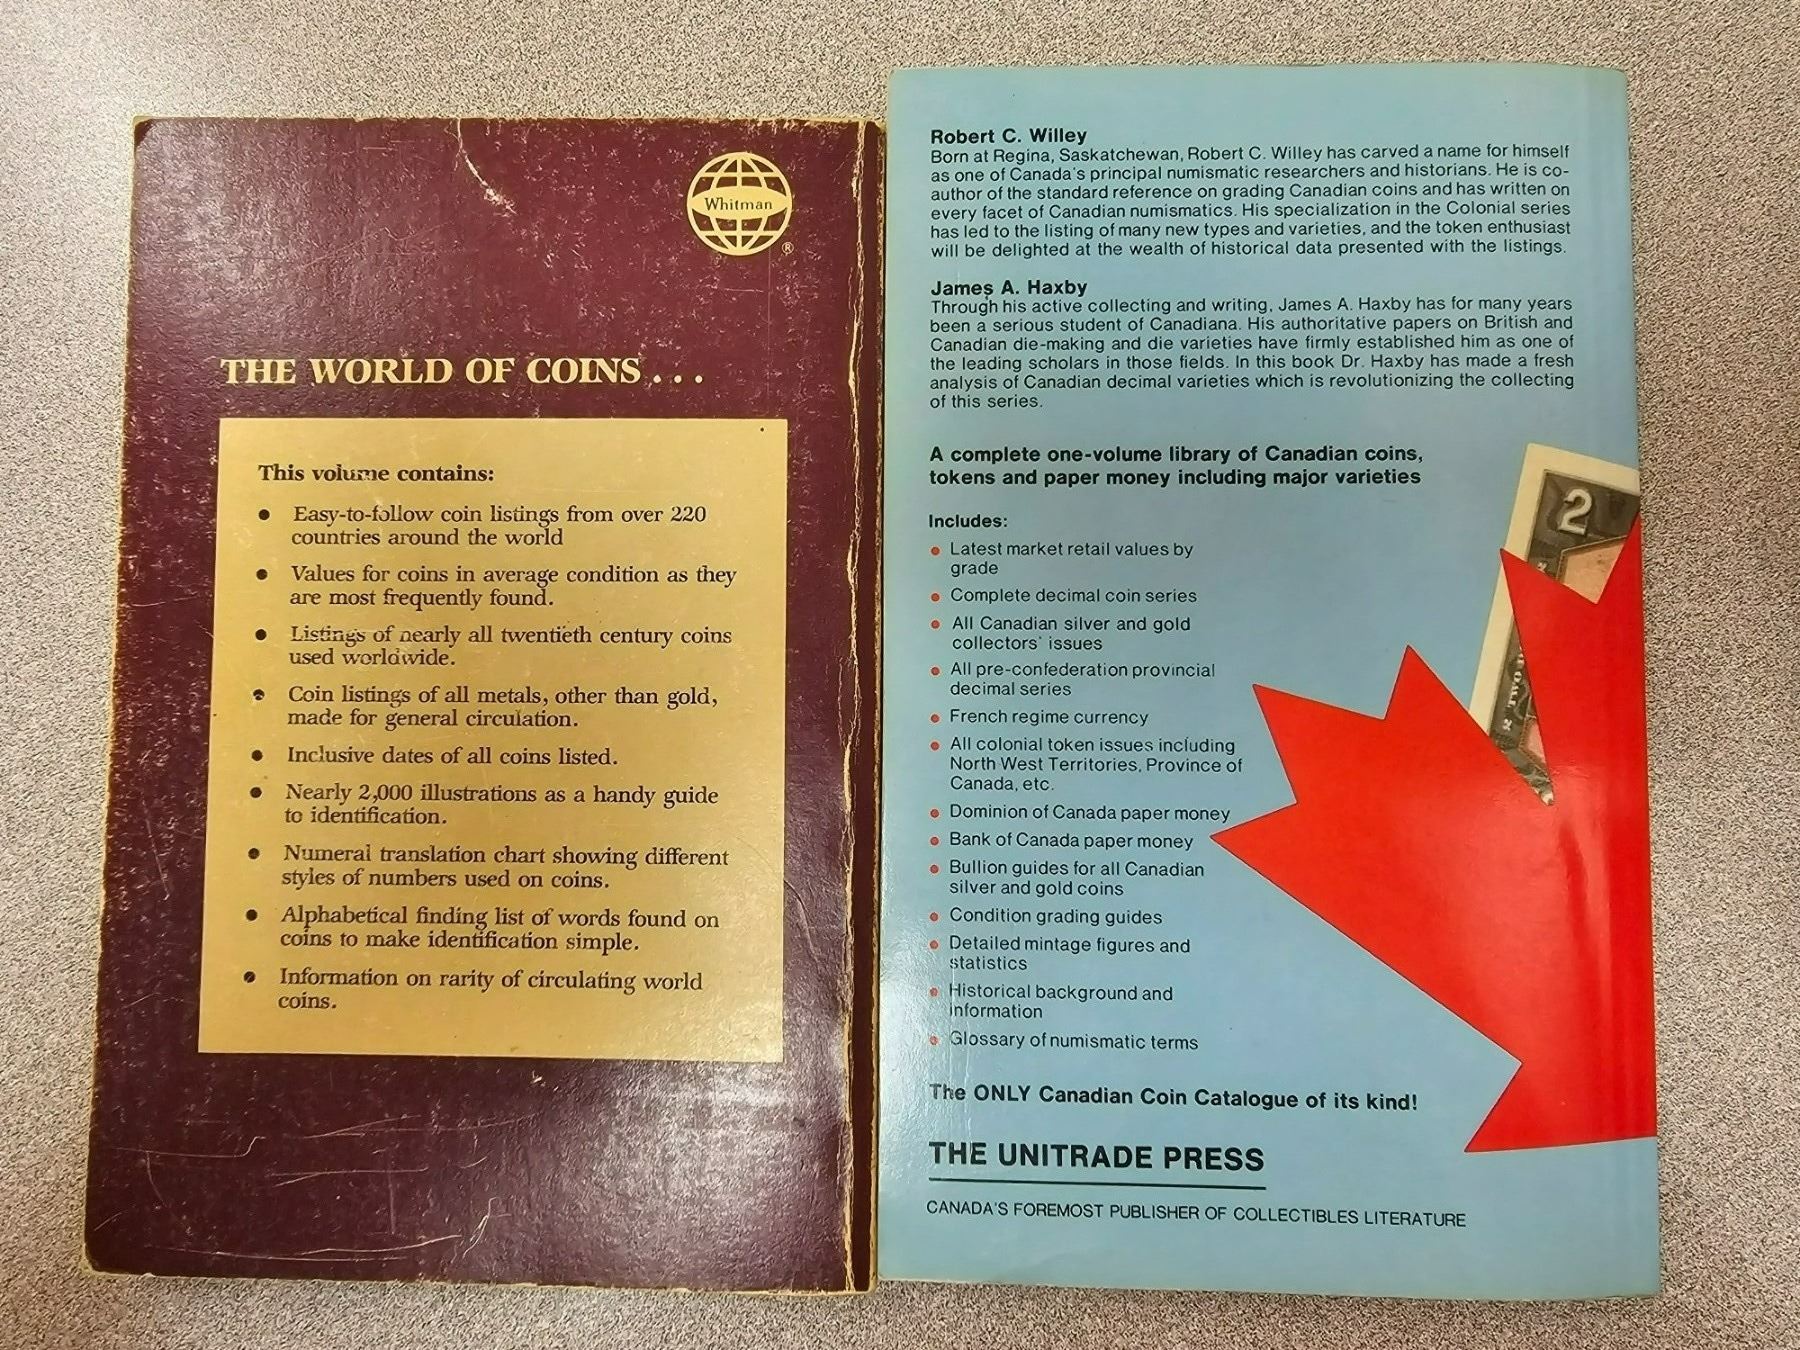 Whitman
®
THE WORLD OF COINS . . .
This volume contains:
• Easy-to-follow coin listings from over 220
countries around the world
• Values for coins in average condition as they
are most frequently found.
• Listings of nearly all twentieth century coins
used worldwide.
• Coin listings of all metals, other than gold,
made for general circulation.
• Inclusive dates of all coins listed.
• Nearly 2,000 illustrations as a handy guide
to identification.
• Numeral translation chart showing different
styles of numbers used on coins.
• Alphabetical finding list of words found on
coins to make identification simple.
• Information on rarity of circulating world
coins.
Robert C. Willey
Born at Regina, Saskatchewan, Robert C. Willey has carved a name for himself
as one of Canada's principal numismatic researchers and historians. He is co-
author of the standard reference on grading Canadian coins and has written on
every facet of Canadian numismatics. His specialization in the Colonial series
has led to the listing of many new types and varieties, and the token enthusiast
will be delighted at the wealth of historical data presented with the listings.
James A. Haxby
Through his active collecting and writing, James A. Haxby has for many years
been a serious student of Canadiana. His authoritative papers on British and
Canadian die-making and die varieties have firmly established him as one of
the leading scholars in those fields. In this book Dr. Haxby has made a fresh
analysis of Canadian decimal varieties which is revolutionizing the collecting
of this series.
A complete one-volume library of Canadian coins,
tokens and paper money including major varieties
Includes:
• Latest market retail values by
grade
• Complete decimal coin series
• All Canadian silver and gold
collectors' issues
• All pre-confederation provincial
decimal series
• French regime currency
• All colonial token issues including
North West Territories, Province of
Canada, etc.
• Dominion of Canada paper money
• Bank of Canada paper money
• Bullion guides for all Canadian
silver and gold coins
• Condition grading guides
• Detailed mintage figures and
statistics
• Historical background and
information
• Glossary of numismatic terms
2
The ONLY Canadian Coin Catalogue of its kind!
THE UNITRADE PRESS
CANADA'S FOREMOST PUBLISHER OF COLLECTIBLES LITERATURE